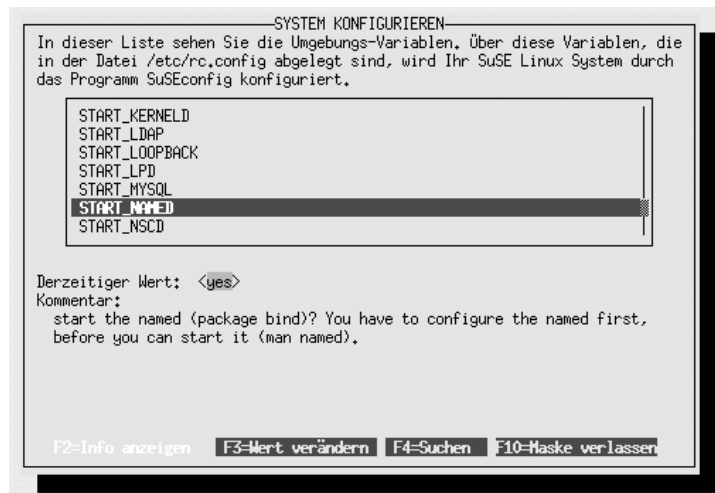 SYSTEM KONFIGURIEREN
In dieser Liste sehen Sie die Umgebungs-Variablen. Über diese Variablen, die
in der Datei /etc/rc.config abgelegt sind, wird Ihr SuSE Linux System durch
das Programm SuSEconfig konfiguriert.
START_KERNELD
START_LDAP
START_LOOPBACK
START_LPD
START_MYSQL
START_NAMED
START_NSCD
Derzeitiger Wert: <yes>
Kommentar:
start the named (package bind)? You have to configure the named first,
before you can start it (man named).
F2=Info anzeigen F3=Wert verändern F4=Suchen F10=Maske verlassen